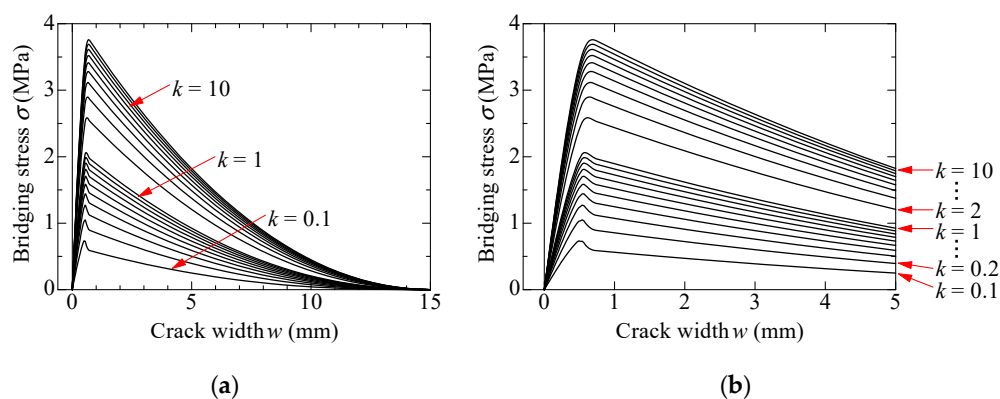 4
3
2
1
0
0
5
10
15
Bridging stress σ (MPa)
Crack width w (mm)
k = 10
k = 1
k = 0.1
(a)
4
3
2
1
0
0
1
2
3
4
5
Bridging stress σ (MPa)
Crack width w (mm)
k = 10
k = 2
k = 1
k = 0.2
k = 0.1
(b)